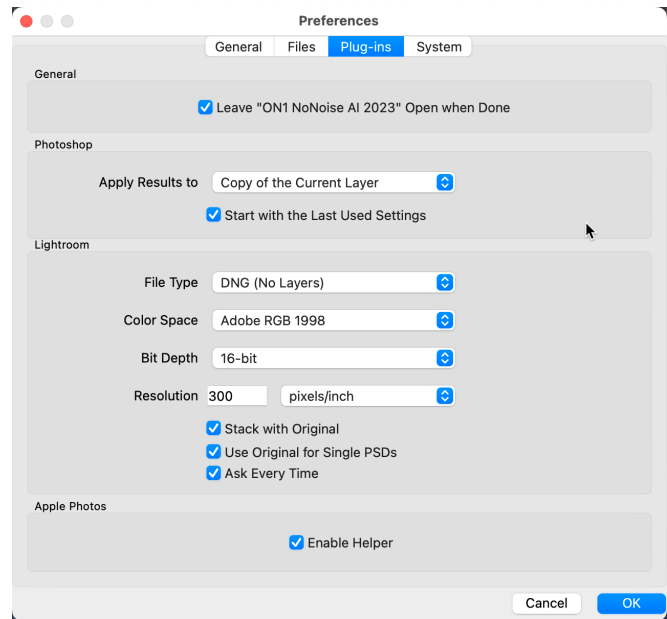 Preferences
General Files Plug-ins System
General
Leave "ON1 NoNoise AI 2023" Open when Done
Photoshop
Apply Results to Copy of the Current Layer
Start with the Last Used Settings
Lightroom
File Type DNG (No Layers)
Color Space Adobe RGB 1998
Bit Depth 16-bit
Resolution 300 pixels/inch
Stack with Original
Use Original for Single PSDs
Ask Every Time
Apple Photos
Enable Helper
Cancel OK